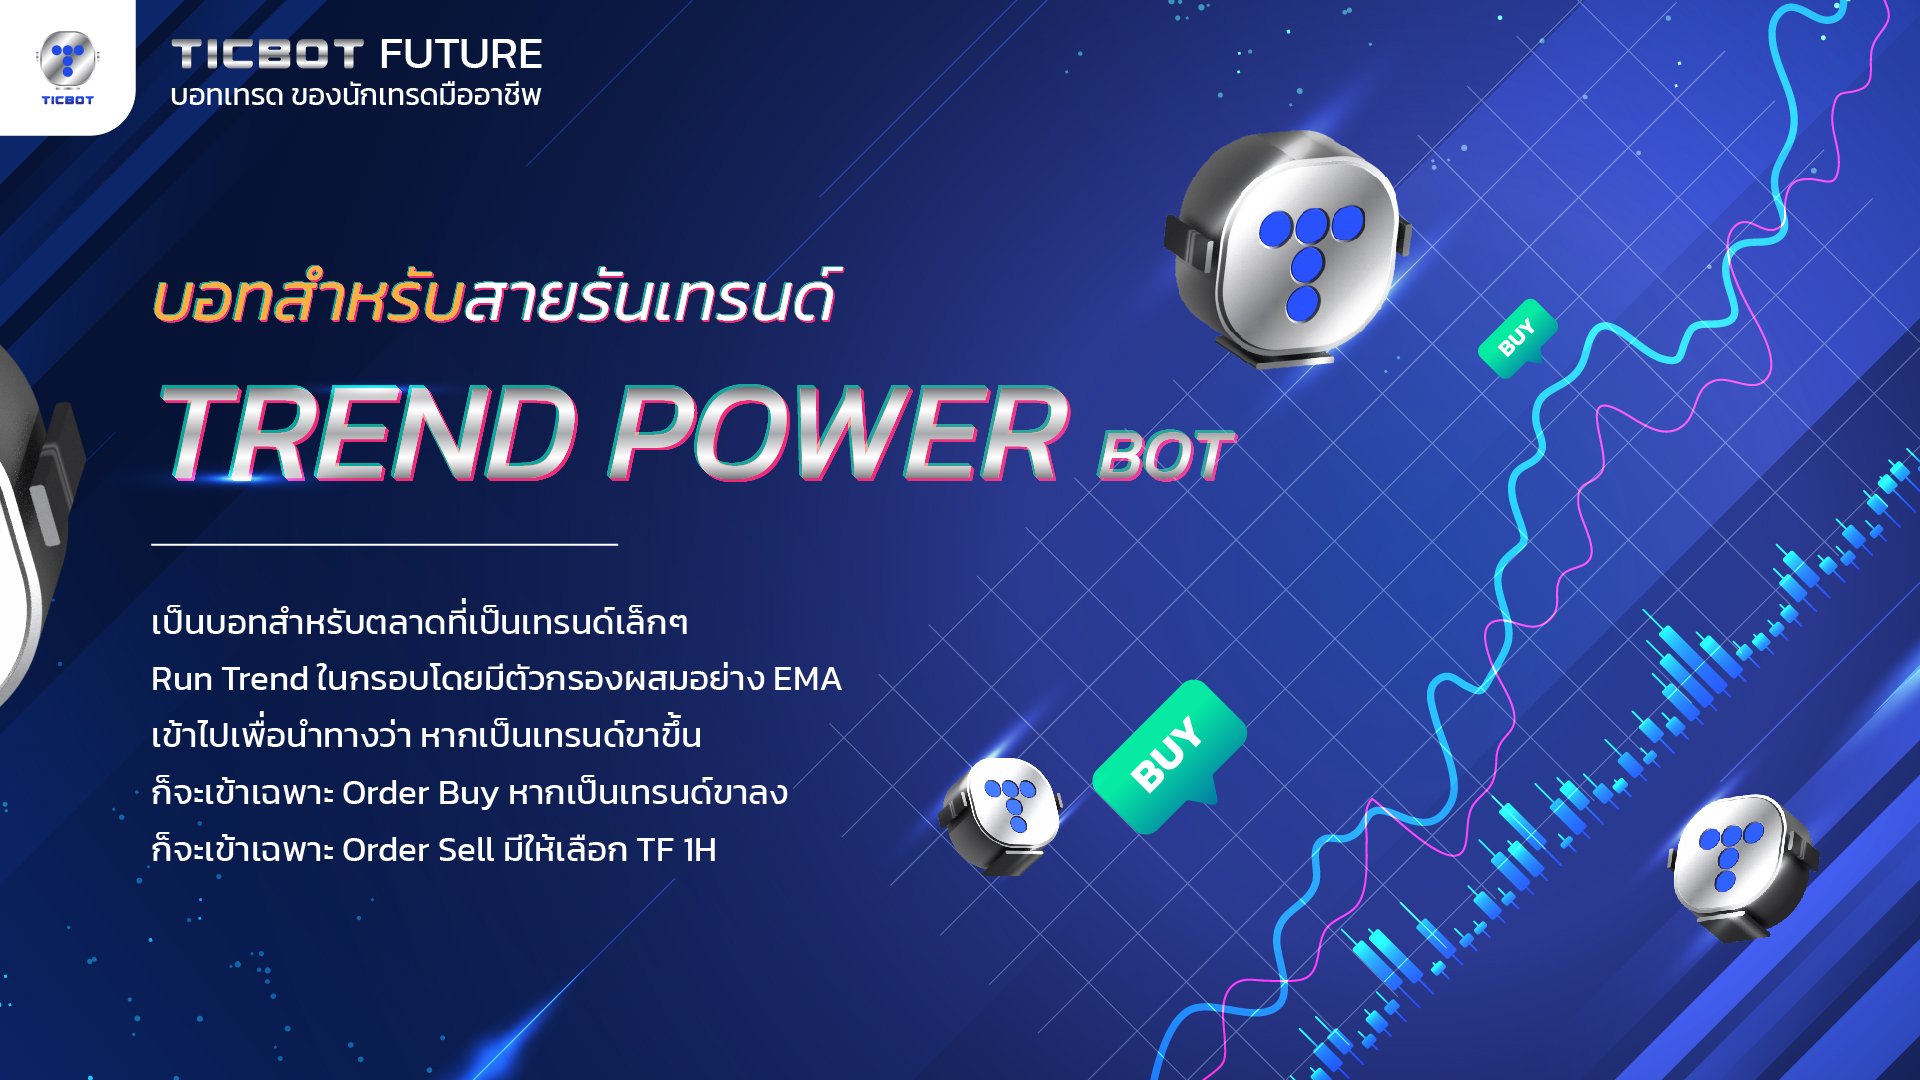 TICBOT
TICBOT FUTURE
บอทเทรด ของนักเทรดมืออาชีพ
บอทสำหรับสายรันเทรนด์
TREND POWER BOT
เป็นบอทสำหรับตลาดที่เป็นเทรนด์เล็กๆ
Run Trend ในกรอบโดยมีตัวกรองผสมอย่าง EMA
เข้าไปเพื่อนำทางว่า หากเป็นเทรนด์ขาขึ้น
ก็จะเข้าเฉพาะ Order Buy หากเป็นเทรนด์ขาลง
ก็จะเข้าเฉพาะ Order Sell มีให้เลือก TF 1H
BUY
BUY